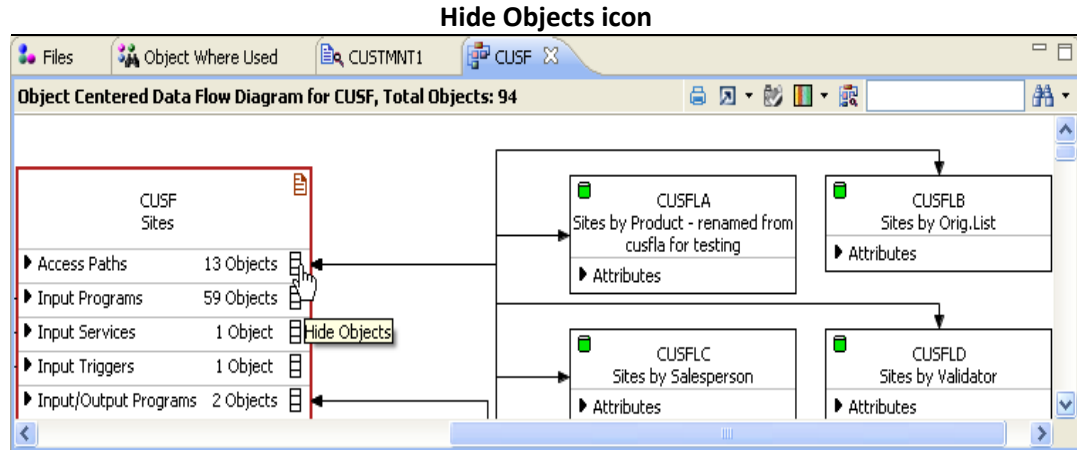 Hide Objects icon
Files
Object Where Used
CUSTMNT1
CUSF
Object Centered Data Flow Diagram for CUSF, Total Objects: 94
CUSF
Sites
Access Paths 13 Objects
Input Programs 59 Objects
Input Services 1 Object
Input Triggers 1 Object
Input/Output Programs 2 Objects
Hide Objects
CUSFLA
Sites by Product - renamed from
cusfla for testing
Attributes
CUSFLB
Sites by Orig.List
Attributes
CUSFLC
Sites by Salesperson
Attributes
CUSFLD
Sites by Validator
Attributes